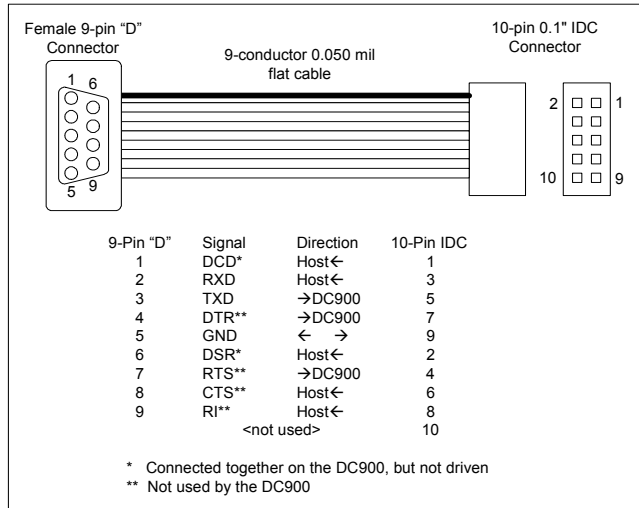 Female 9-pin “D”
Connector
9-conductor 0.050 mil
flat cable
10-pin 0.1" IDC
Connector
1 6
5 9
2 1
10 9
9-Pin “D” Signal Direction 10-Pin IDC
1 DCD* Host← 1
2 RXD Host← 3
3 TXD →DC900 5
4 DTR** →DC900 7
5 GND ← → 9
6 DSR* Host← 2
7 RTS** →DC900 4
8 CTS** Host← 6
9 RI** Host← 8
<not used> 10
* Connected together on the DC900, but not driven
** Not used by the DC900